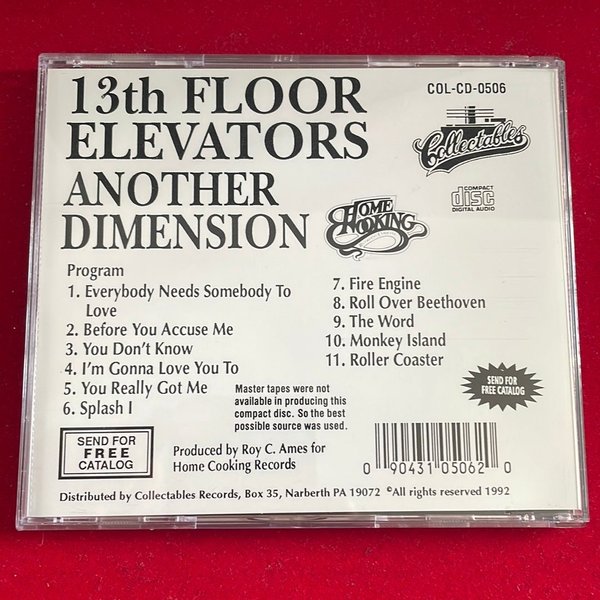 13th FLOOR
ELEVATORS
ANOTHER
DIMENSION
COL-CD-0506
Collectables
COMPACT
disc
DIGITAL AUDIO
HOME
COOKING
Program
1. Everybody Needs Somebody To
Love
2. Before You Accuse Me
3. You Don't Know
4. I'm Gonna Love You To
5. You Really Got Me
6. Splash I
7. Fire Engine
8. Roll Over Beethoven
9. The Word
10. Monkey Island
11. Roller Coaster
Master tapes were not
available in producing this
compact disc. So the best
possible source was used.
SEND FOR
FREE CATALOG
SEND FOR
FREE
CATALOG
Produced by Roy C. Ames for
Home Cooking Records
0 90431 05062 0
Distributed by Collectables Records, Box 35, Narberth PA 19072 ©All rights reserved 1992